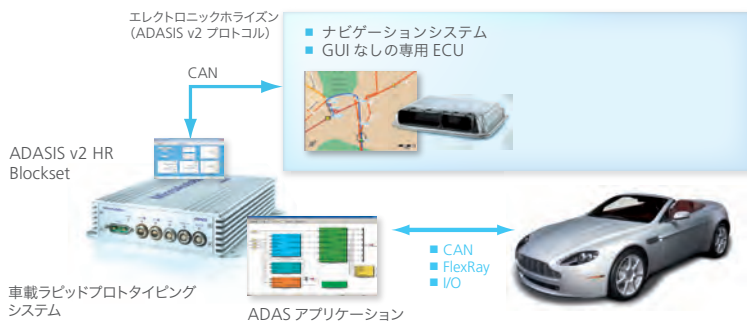 エレクトロニックホライズン
（ADASIS v2 プロトコル）
■ ナビゲーションシステム
■ GUI なしの専用 ECU
CAN
ADASIS v2 HR
Blockset
■ CAN
■ FlexRay
■ I/O
車載ラピッドプロトタイピング
システム
ADAS アプリケーション